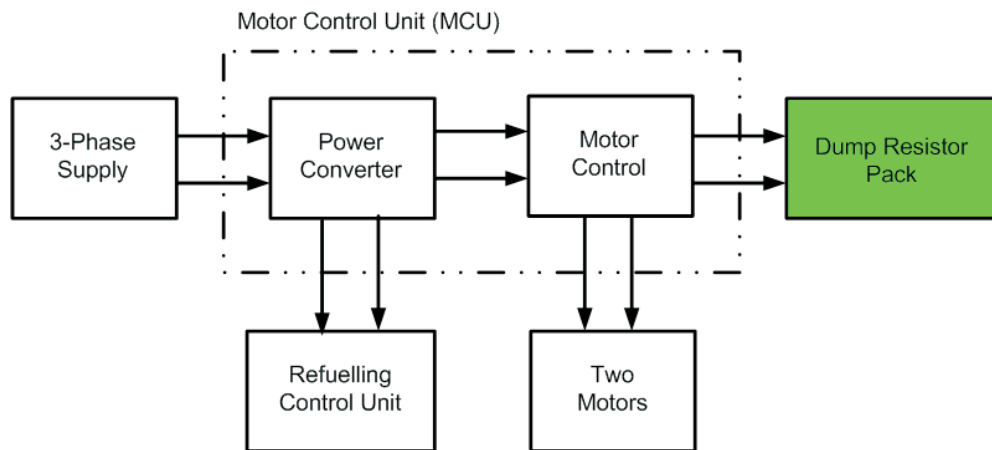 Motor Control Unit (MCU)
3-Phase
Supply
Power
Converter
Motor
Control
Dump Resistor
Pack
Refuelling
Control Unit
Two
Motors